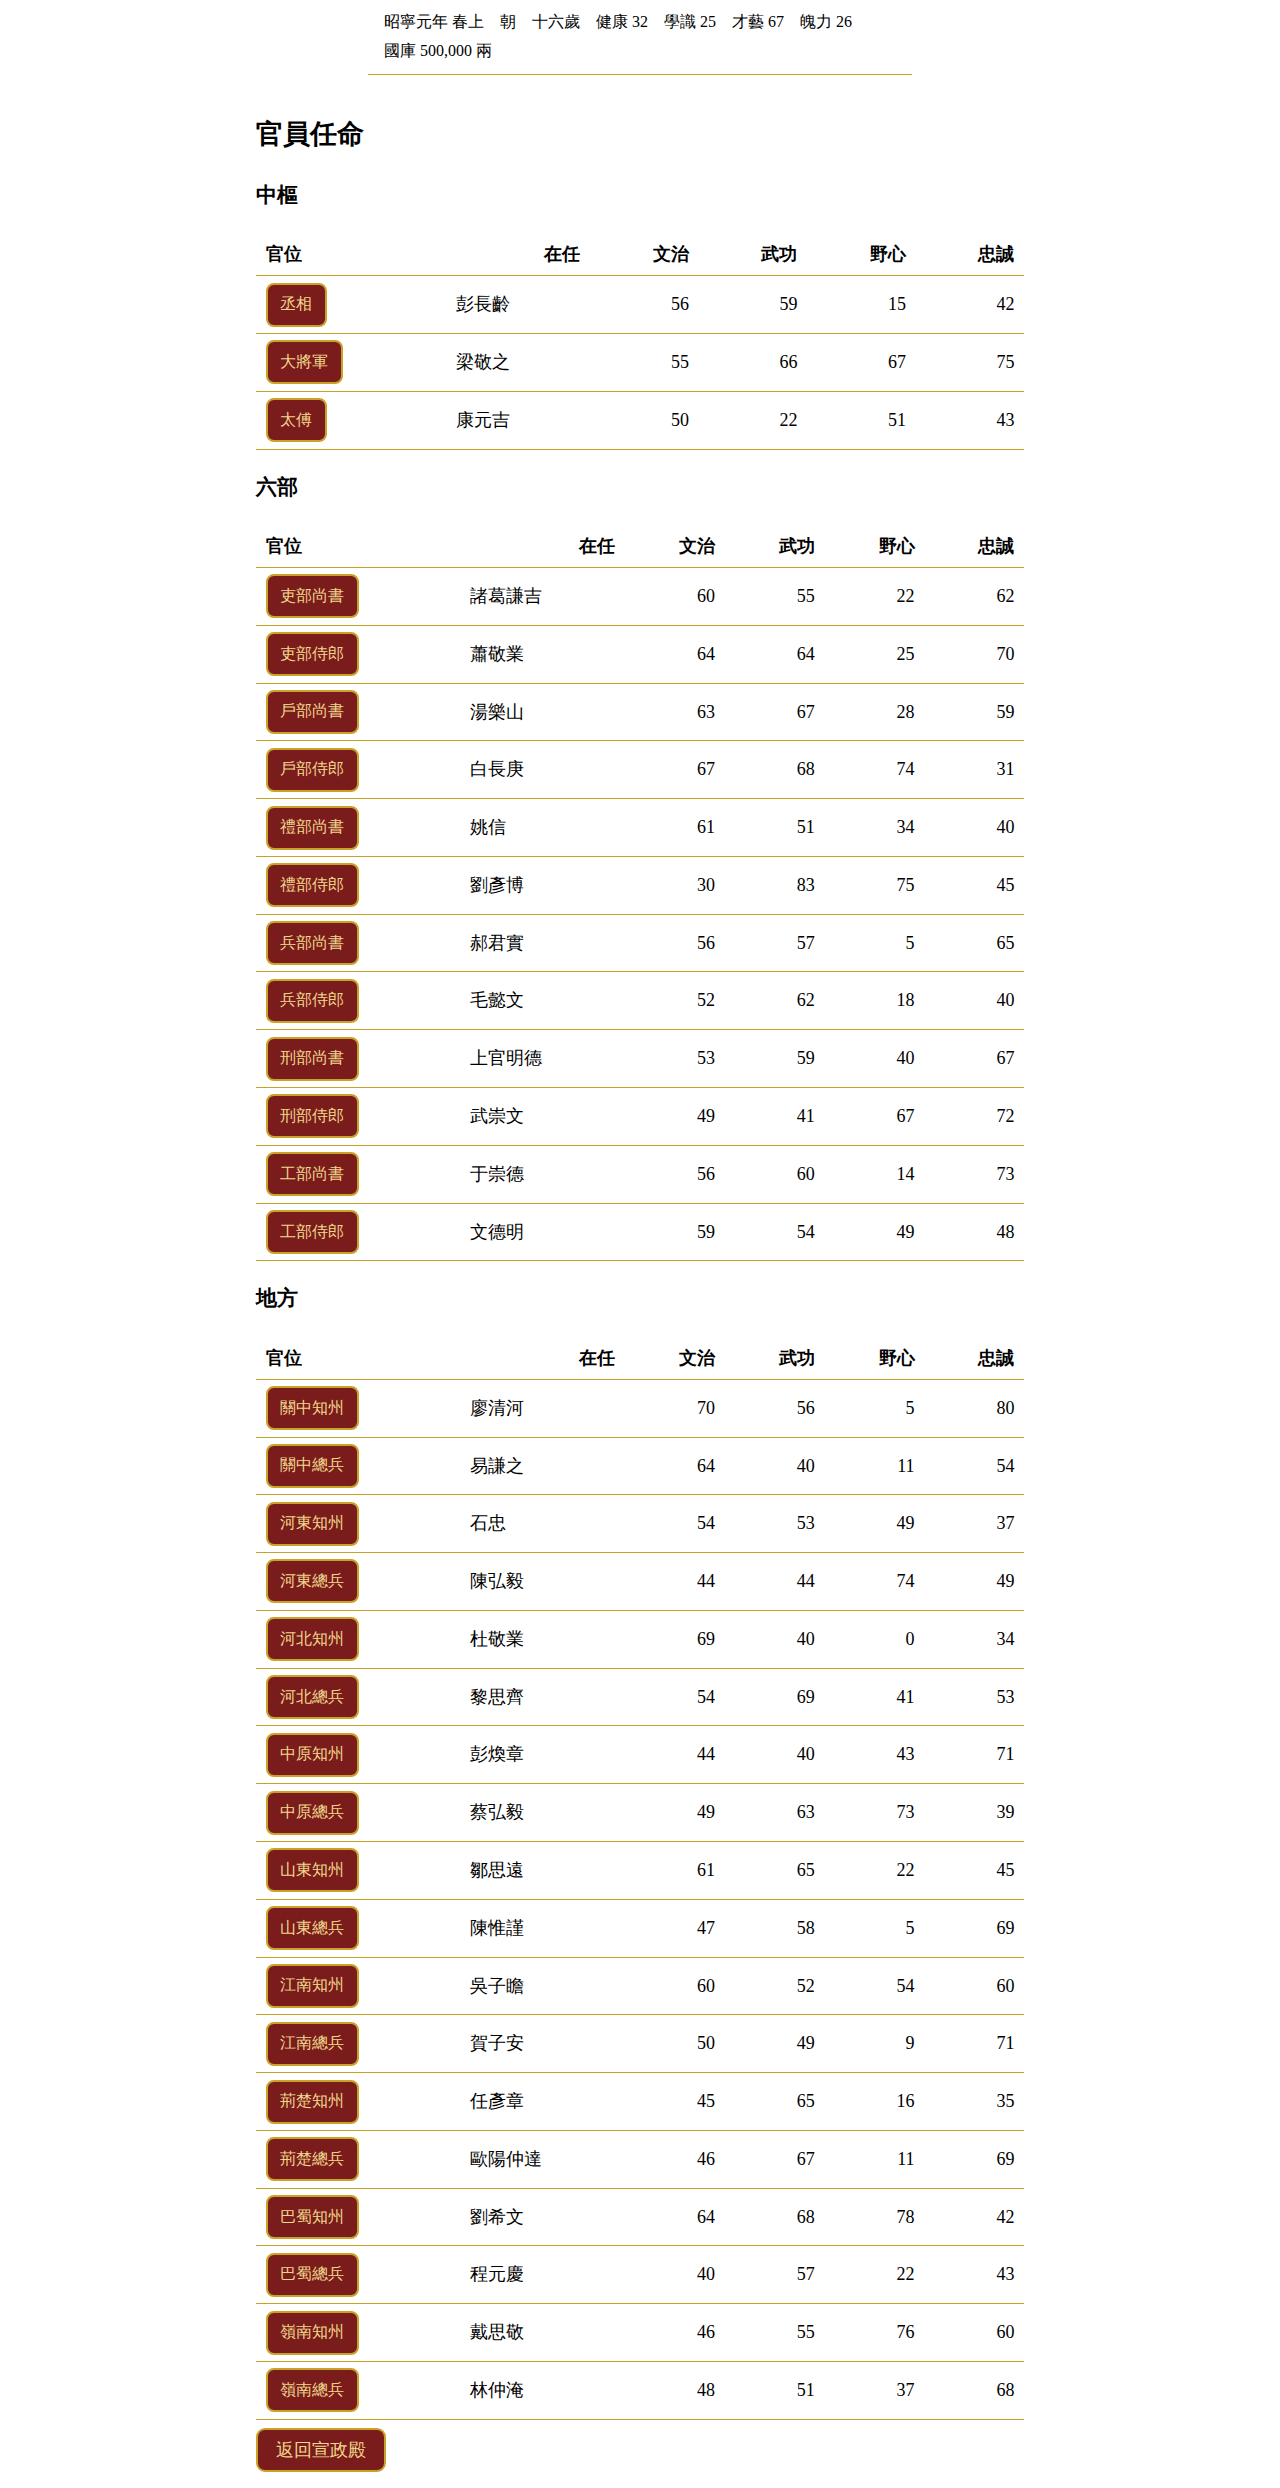 昭寧元年 春上　朝　十六歲　健康 32　學識 25　才藝 67　魄力 26
國庫 500,000 兩
官員任命
中樞
官位 在任 文治 武功 野心 忠誠
丞相 彭長齡 56 59 15 42
大將軍 梁敬之 55 66 67 75
太傅 康元吉 50 22 51 43
六部
官位 在任 文治 武功 野心 忠誠
吏部尚書 諸葛謙吉 60 55 22 62
吏部侍郎 蕭敬業 64 64 25 70
戶部尚書 湯樂山 63 67 28 59
戶部侍郎 白長庚 67 68 74 31
禮部尚書 姚信 61 51 34 40
禮部侍郎 劉彥博 30 83 75 45
兵部尚書 郝君實 56 57 5 65
兵部侍郎 毛懿文 52 62 18 40
刑部尚書 上官明德 53 59 40 67
刑部侍郎 武崇文 49 41 67 72
工部尚書 于崇德 56 60 14 73
工部侍郎 文德明 59 54 49 48
地方
官位 在任 文治 武功 野心 忠誠
關中知州 廖清河 70 56 5 80
關中總兵 易謙之 64 40 11 54
河東知州 石忠 54 53 49 37
河東總兵 陳弘毅 44 44 74 49
河北知州 杜敬業 69 40 0 34
河北總兵 黎思齊 54 69 41 53
中原知州 彭煥章 44 40 43 71
中原總兵 蔡弘毅 49 63 73 39
山東知州 鄒思遠 61 65 22 45
山東總兵 陳惟謹 47 58 5 69
江南知州 吳子瞻 60 52 54 60
江南總兵 賀子安 50 49 9 71
荊楚知州 任彥章 45 65 16 35
荊楚總兵 歐陽仲達 46 67 11 69
巴蜀知州 劉希文 64 68 78 42
巴蜀總兵 程元慶 40 57 22 43
嶺南知州 戴思敬 46 55 76 60
嶺南總兵 林仲淹 48 51 37 68
返回宣政殿